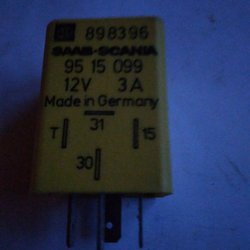 898396
SAAB-SCANIA
95 15 099
12V 3A
Made in Germany
31
T 15
30